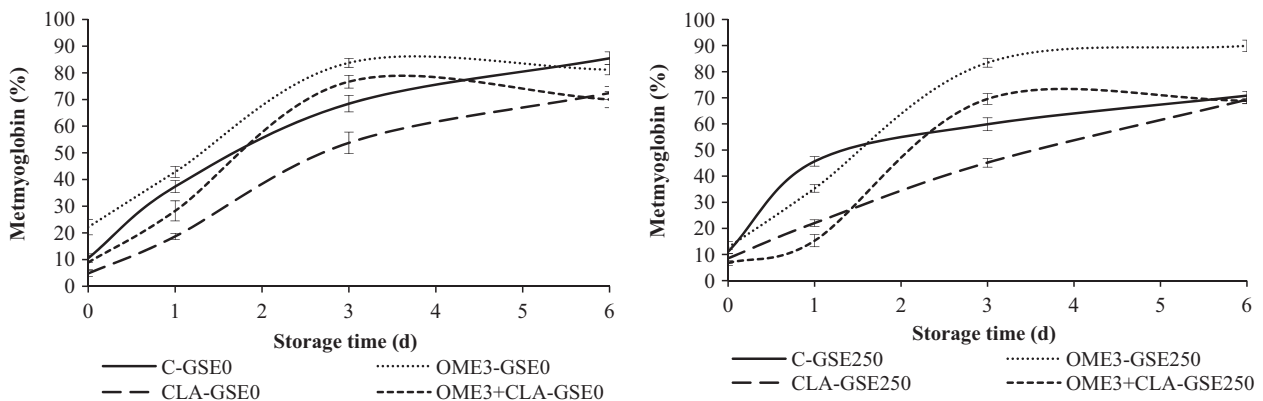 100
90
80
70
60
50
40
30
20
10
0
Metmyoglobin (%)
0 1 2 3 4 5 6
Storage time (d)
C-GSE0 OME3-GSE0
CLA-GSE0 OME3+CLA-GSE0
100
90
80
70
60
50
40
30
20
10
0
Metmyoglobin (%)
0 1 2 3 4 5 6
Storage time (d)
C-GSE250 OME3-GSE250
CLA-GSE250 OME3+CLA-GSE250